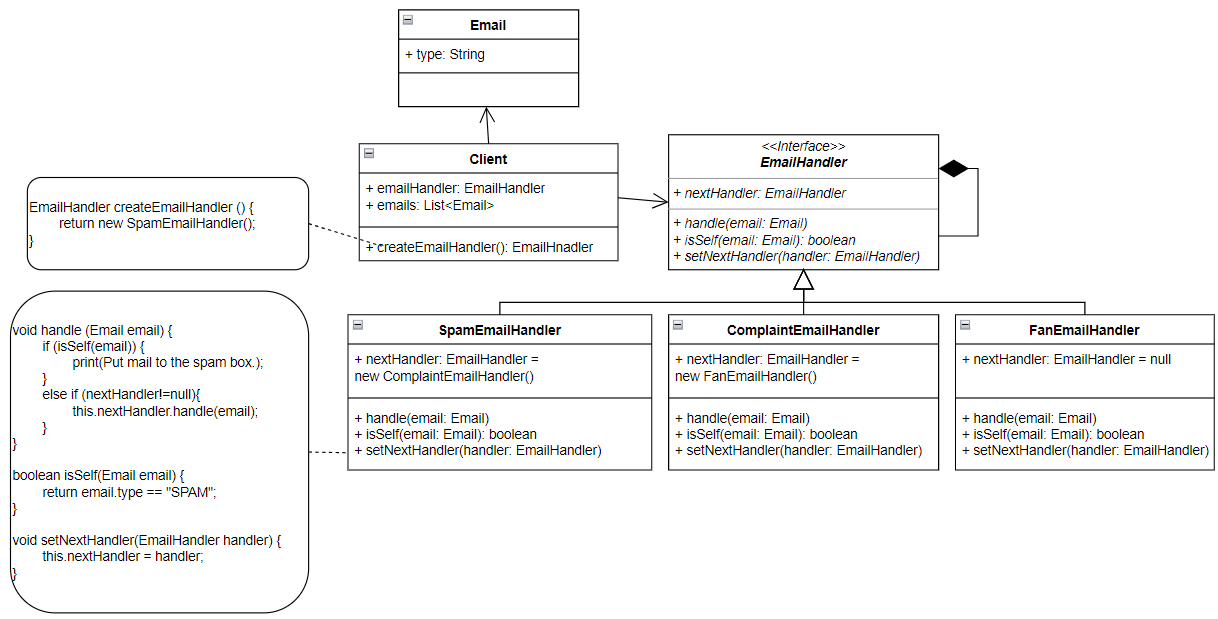 Email
+ type: String
Client
+ emailHandler: EmailHandler
+ emails: List<Email>
+ createEmailHandler(): EmailHnadler
<<Interface>>
EmailHandler
+ nextHandler: EmailHandler
+ handle(email: Email)
+ isSelf(email: Email): boolean
+ setNextHandler(handler: EmailHandler)
EmailHandler createEmailHandler () {
return new SpamEmailHandler();
}
void handle (Email email) {
if (isSelf(email)) {
print(Put mail to the spam box.);
}
else if (nextHandler!=null){
this.nextHandler.handle(email);
}
}
boolean isSelf(Email email) {
return email.type == "SPAM";
}
void setNextHandler(EmailHandler handler) {
this.nextHandler = handler;
}
SpamEmailHandler
+ nextHandler: EmailHandler =
new ComplaintEmailHandler()
+ handle(email: Email)
+ isSelf(email: Email): boolean
+ setNextHandler(handler: EmailHandler)
ComplaintEmailHandler
+ nextHandler: EmailHandler =
new FanEmailHandler()
+ handle(email: Email)
+ isSelf(email: Email): boolean
+ setNextHandler(handler: EmailHandler)
FanEmailHandler
+ nextHandler: EmailHandler = null
+ handle(email: Email)
+ isSelf(email: Email): boolean
+ setNextHandler(handler: EmailHandler)